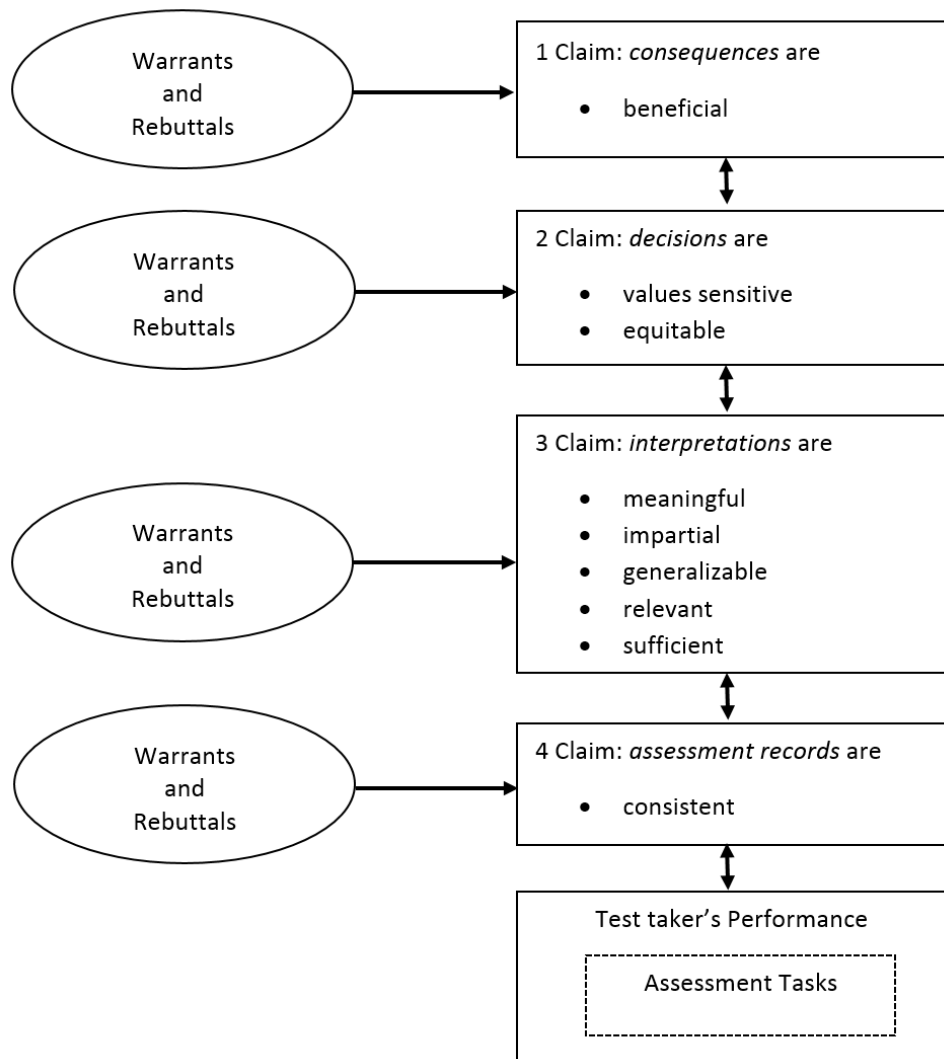 Warrants
and
Rebuttals
1 Claim: consequences are
• beneficial
Warrants
and
Rebuttals
2 Claim: decisions are
• values sensitive
• equitable
Warrants
and
Rebuttals
3 Claim: interpretations are
• meaningful
• impartial
• generalizable
• relevant
• sufficient
Warrants
and
Rebuttals
4 Claim: assessment records are
• consistent
Test taker’s Performance
Assessment Tasks